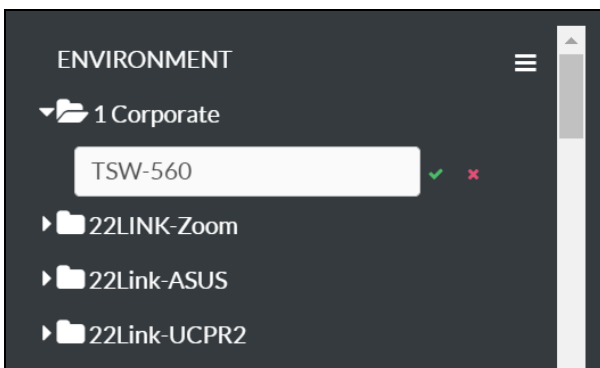 ENVIRONMENT
1 Corporate
TSW-560
22LINK-Zoom
22Link-ASUS
22Link-UCPR2